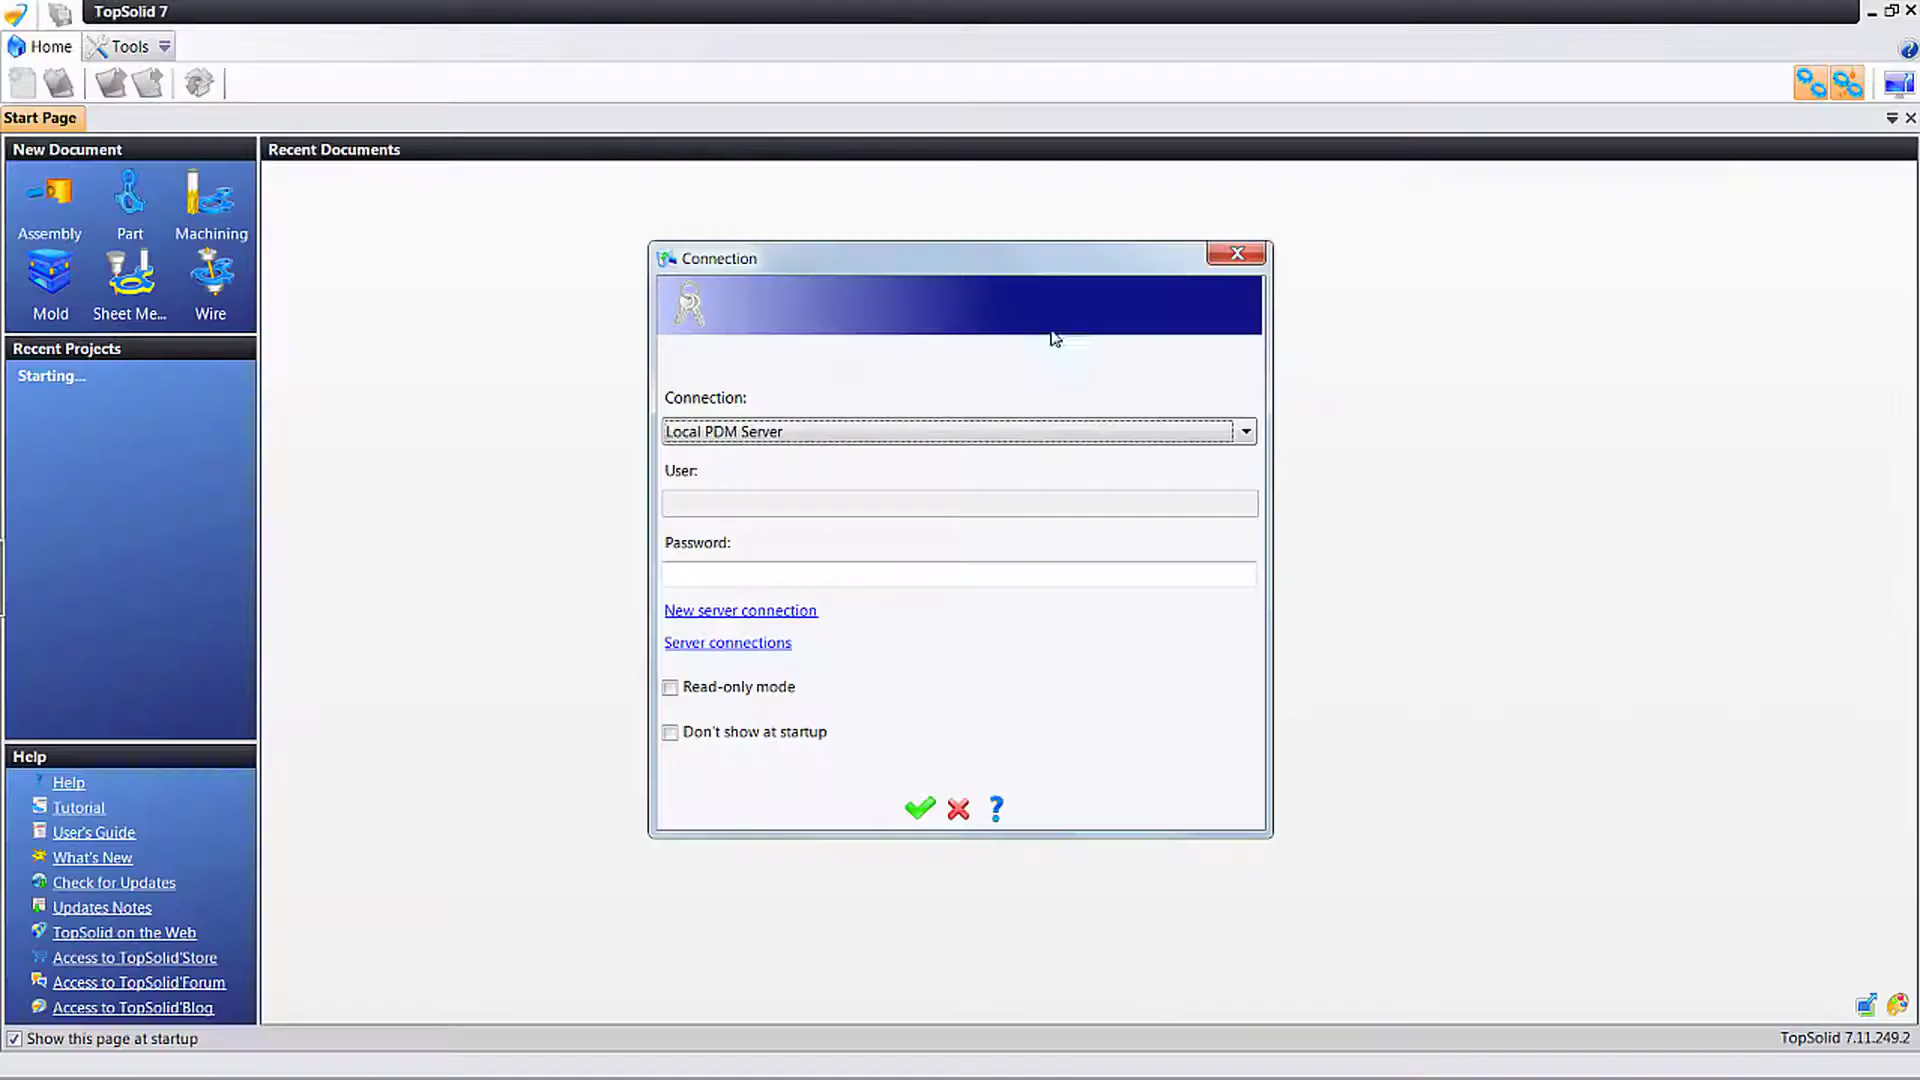 TopSolid 7
Home
Tools
Start Page
New Document
Assembly
Part
Machining
Mold
Sheet Me...
Wire
Recent Projects
Starting...
Help
Help
Tutorial
User's Guide
What's New
Check for Updates
Updates Notes
TopSolid on the Web
Access to TopSolid'Store
Access to TopSolid'Forum
Access to TopSolid'Blog
Recent Documents
Connection
Connection:
Local PDM Server
User:
Password:
New server connection
Server connections
Read-only mode
Don't show at startup
Show this page at startup
TopSolid 7.11.249.2